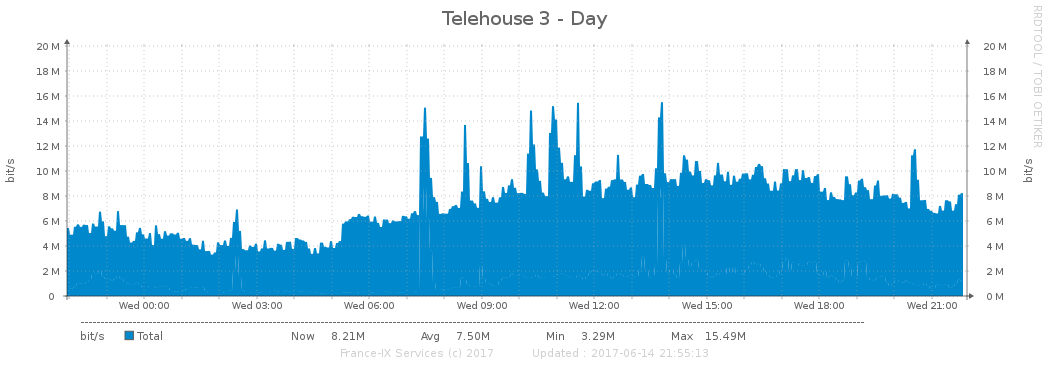 Telehouse 3 - Day
RRDTOOL / TOBI OETIKER
bit/s
20 M 20 M
18 M 18 M
16 M 16 M
14 M 14 M
12 M 12 M
10 M 10 M
8 M 8 M
6 M 6 M
4 M 4 M
2 M 2 M
0 0 M
bit/s
Wed 00:00 Wed 03:00 Wed 06:00 Wed 09:00 Wed 12:00 Wed 15:00 Wed 18:00 Wed 21:00
bit/s Total Now 8.21M Avg 7.50M Min 3.29M Max 15.49M
France-IX Services (c) 2017 Updated : 2017-06-14 21:55:13